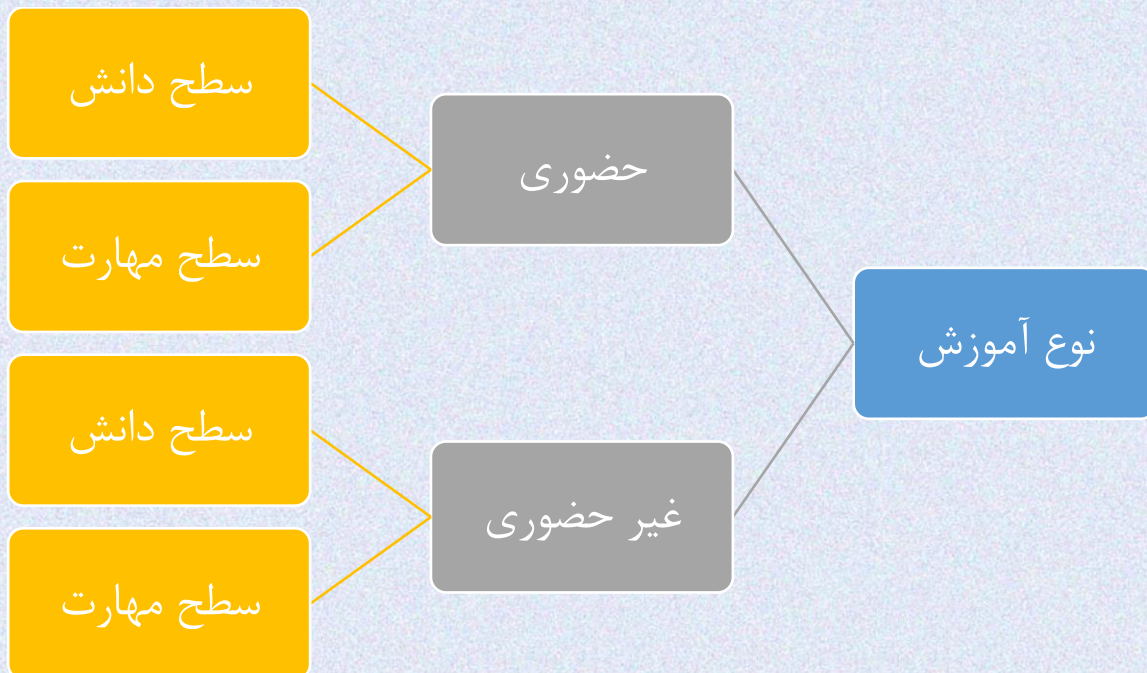 نوع آموزش
حضوری
سطح دانش
سطح مهارت
غیر حضوری
سطح دانش
سطح مهارت